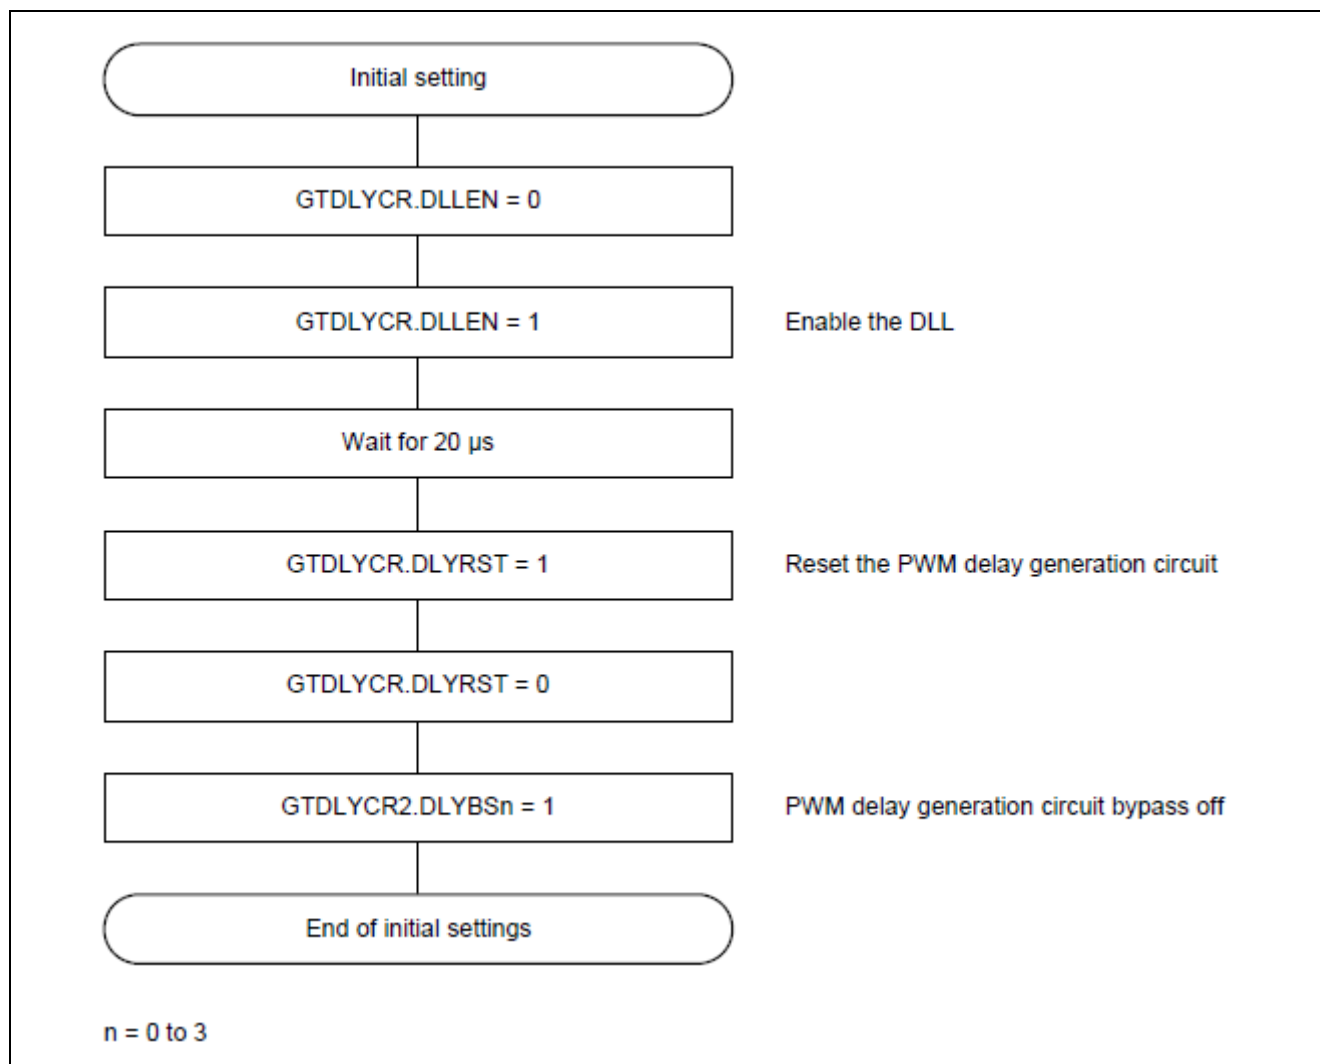 Initial setting
GTDLYCR.DLLEN = 0
GTDLYCR.DLLEN = 1
Enable the DLL
Wait for 20 µs
GTDLYCR.DLYRST = 1
Reset the PWM delay generation circuit
GTDLYCR.DLYRST = 0
GTDLYCR2.DLYBSn = 1
PWM delay generation circuit bypass off
End of initial settings
n = 0 to 3